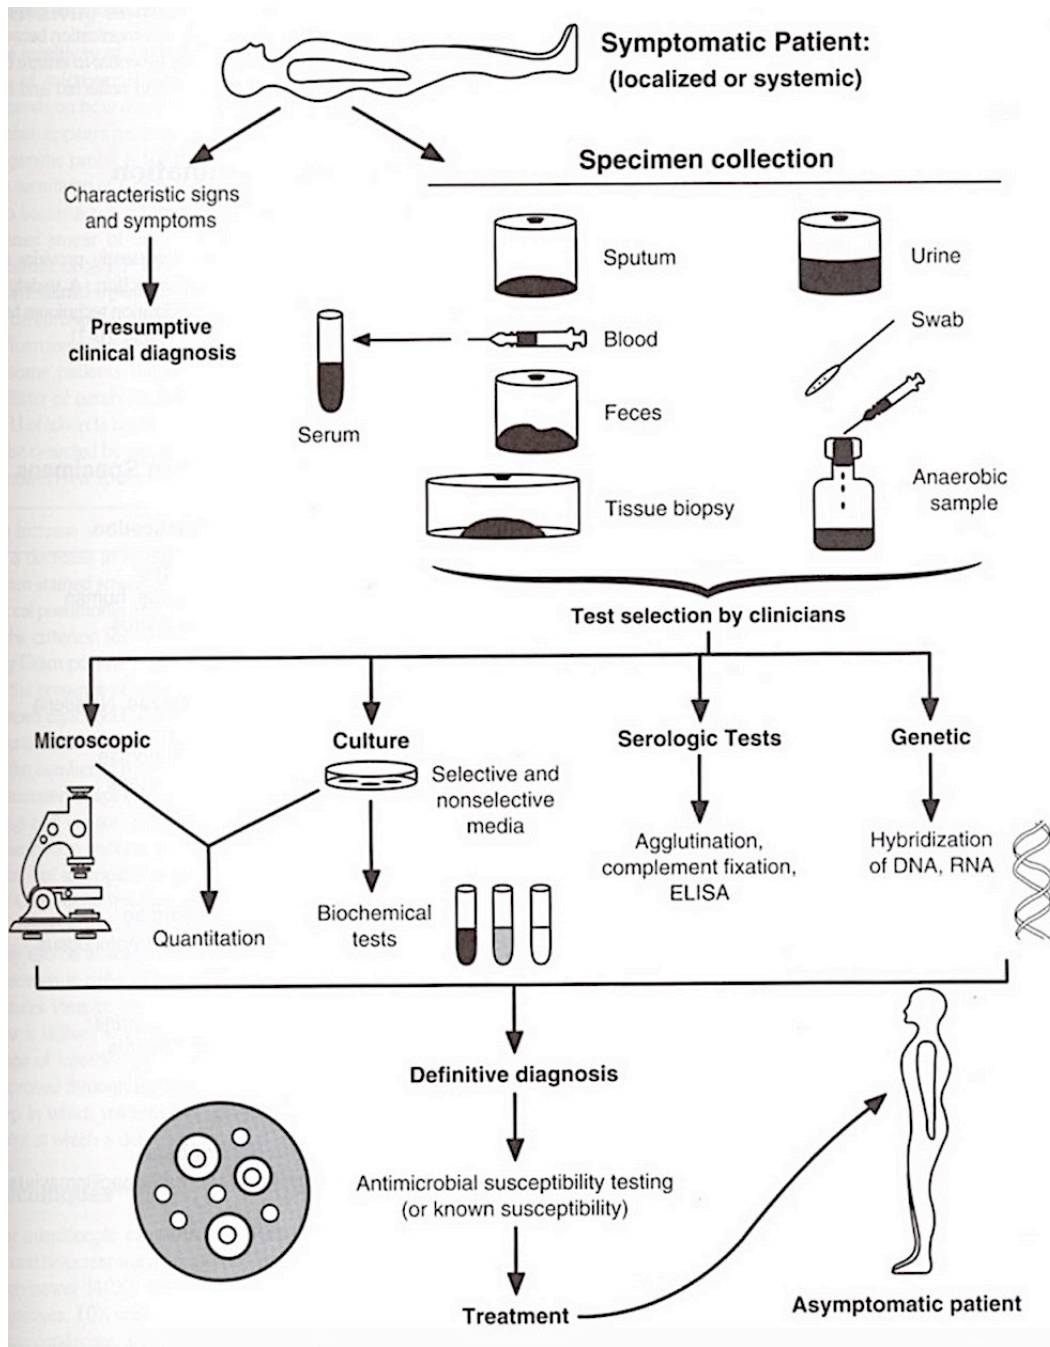 Symptomatic Patient:
(localized or systemic)
Characteristic signs
and symptoms
Presumptive
clinical diagnosis
Specimen collection
Sputum
Urine
Blood
Swab
Serum
Feces
Tissue biopsy
Anaerobic
sample
Test selection by clinicians
Microscopic
Culture
Serologic Tests
Genetic
Selective and
nonselective
media
Agglutination,
complement fixation,
ELISA
Hybridization
of DNA, RNA
Quantitation
Biochemical
tests
Definitive diagnosis
Antimicrobial susceptibility testing
(or known susceptibility)
Treatment
Asymptomatic patient